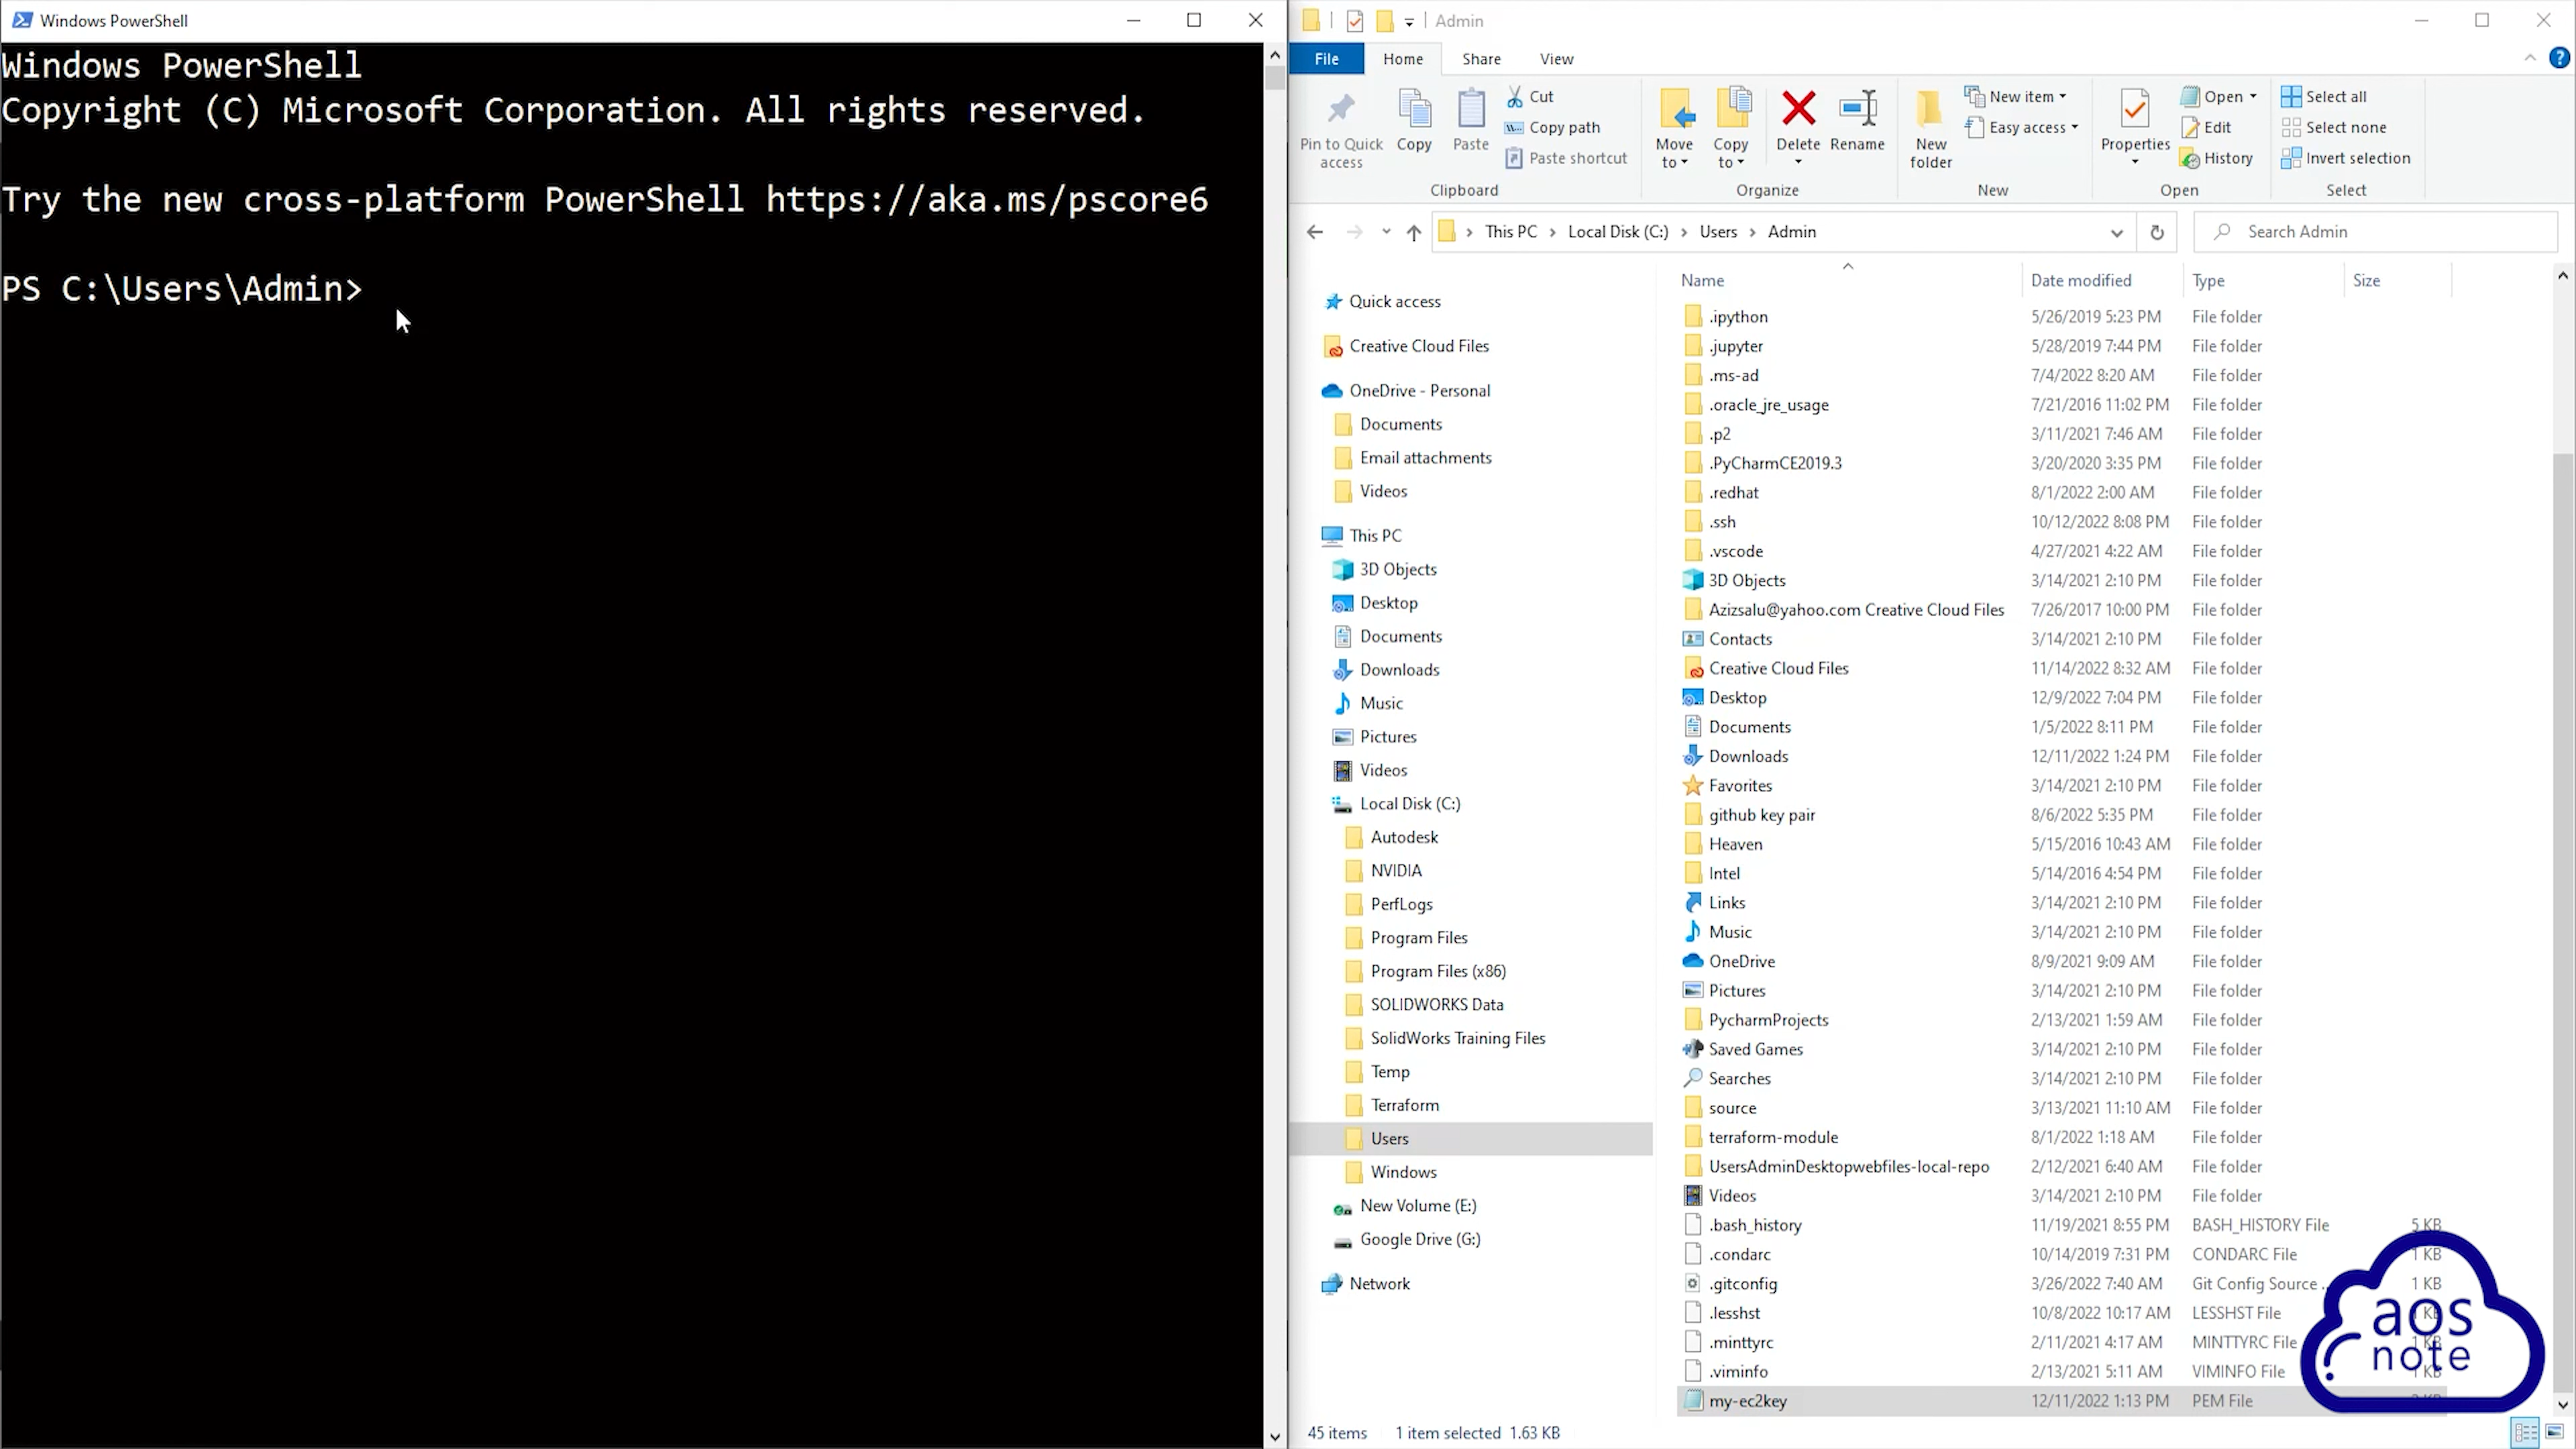 Windows PowerShell
Windows PowerShell
Copyright (C) Microsoft Corporation. All rights reserved.
Try the new cross-platform PowerShell https://aka.ms/pscore6
PS C:\Users\Admin>
Admin
File Home Share View
Pin to Quick access
Copy
Paste
Cut
Copy path
Paste shortcut
Clipboard
Move to
Copy to
Delete
Rename
Organize
New folder
New item
Easy access
New
Properties
Open
Edit
History
Open
Select all
Select none
Invert selection
Select
This PC > Local Disk (C:) > Users > Admin
Search Admin
Quick access
Creative Cloud Files
OneDrive - Personal
Documents
Email attachments
Videos
This PC
3D Objects
Desktop
Documents
Downloads
Music
Pictures
Videos
Local Disk (C:)
Autodesk
NVIDIA
PerfLogs
Program Files
Program Files (x86)
SOLIDWORKS Data
SolidWorks Training Files
Temp
Terraform
Users
Windows
New Volume (E:)
Google Drive (G:)
Network
Name Date modified Type Size
.ipython 5/26/2019 5:23 PM File folder
.jupyter 5/28/2019 7:44 PM File folder
.ms-ad 7/4/2022 8:20 AM File folder
.oracle_jre_usage 7/21/2016 11:02 PM File folder
.p2 3/11/2021 7:46 AM File folder
.PyCharmCE2019.3 3/20/2020 3:35 PM File folder
.redhat 8/1/2022 2:00 AM File folder
.ssh 10/12/2022 8:08 PM File folder
.vscode 4/27/2021 4:22 AM File folder
3D Objects 3/14/2021 2:10 PM File folder
Azizsalu@yahoo.com Creative Cloud Files 7/26/2017 10:00 PM File folder
Contacts 3/14/2021 2:10 PM File folder
Creative Cloud Files 11/14/2022 8:32 AM File folder
Desktop 12/9/2022 7:04 PM File folder
Documents 1/5/2022 8:11 PM File folder
Downloads 12/11/2022 1:24 PM File folder
Favorites 3/14/2021 2:10 PM File folder
github key pair 8/6/2022 5:35 PM File folder
Heaven 5/15/2016 10:43 AM File folder
Intel 5/14/2016 4:54 PM File folder
Links 3/14/2021 2:10 PM File folder
Music 3/14/2021 2:10 PM File folder
OneDrive 8/9/2021 9:09 AM File folder
Pictures 3/14/2021 2:10 PM File folder
PycharmProjects 2/13/2021 1:59 AM File folder
Saved Games 3/14/2021 2:10 PM File folder
Searches 3/14/2021 2:10 PM File folder
source 3/13/2021 11:10 AM File folder
terraform-module 8/1/2022 1:18 AM File folder
UsersAdminDesktopwebfiles-local-repo 2/12/2021 6:40 AM File folder
Videos 3/14/2021 2:10 PM File folder
.bash_history 11/19/2021 8:55 PM BASH_HISTORY File 5 KB
.condarc 10/14/2019 7:31 PM CONDARC File 1 KB
.gitconfig 3/26/2022 7:40 AM Git Config Source ... 1 KB
.lesshst 10/8/2022 10:17 AM LESSHST File
.minttyrc 2/11/2021 4:17 AM MINTTYRC File
.viminfo 2/13/2021 5:11 AM VIMINFO File
my-ec2key 12/11/2022 1:13 PM PEM File
45 items 1 item selected 1.63 KB
aos
note